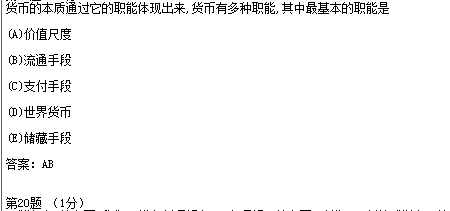 货币的本质通过它的职能体现出来,货币有多种职能,其中最基本的职能是
(A)价值尺度
(B)流通手段
(C)支付手段
(D)世界货币
(E)储藏手段
答案: AB
第20题 （1分）